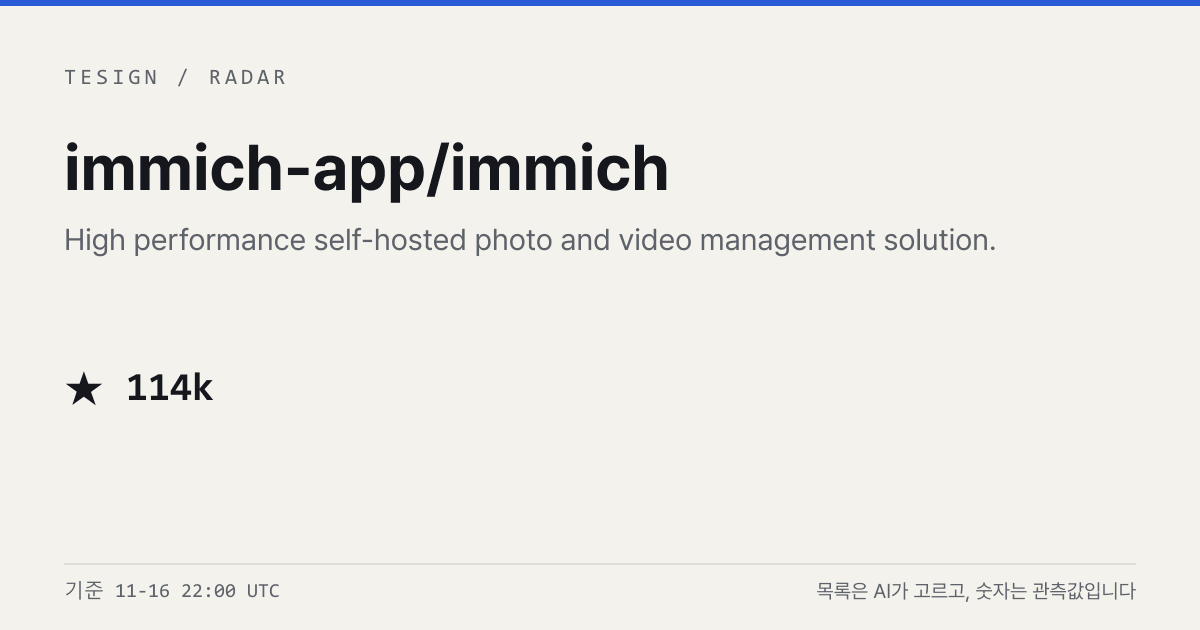 TESIGN / RADAR
immich-app/immich
High performance self-hosted photo and video management solution.
★ 114k
기준 11-16 22:00 UTC
목록은 AI가 고르고, 숫자는 관측값입니다